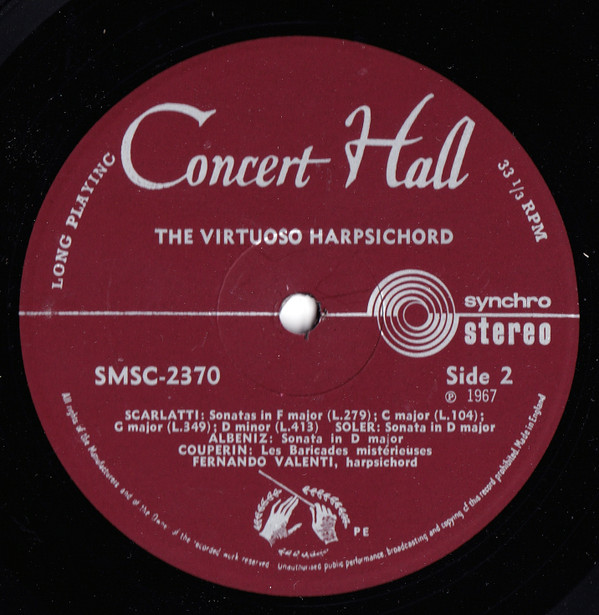 Concert Hall
LONG PLAYING
33 1/3 RPM
THE VIRTUOSO HARPSICHORD
synchro
stereo
SMSC-2370
Side 2
℗ 1967
SCARLATTI: Sonatas in F major (L.279); C major (L.104);
G major (L.349); D minor (L.413) SOLER: Sonata in D major
ALBENIZ: Sonata in D major
COUPERIN: Les Baricades mistérieuses
FERNANDO VALENTI, harpsichord
PE
All rights of the Manufacturers and of the Owner of the recorded work reserved Unauthorised public performance, broadcasting and copying of this record prohibited. Made in England